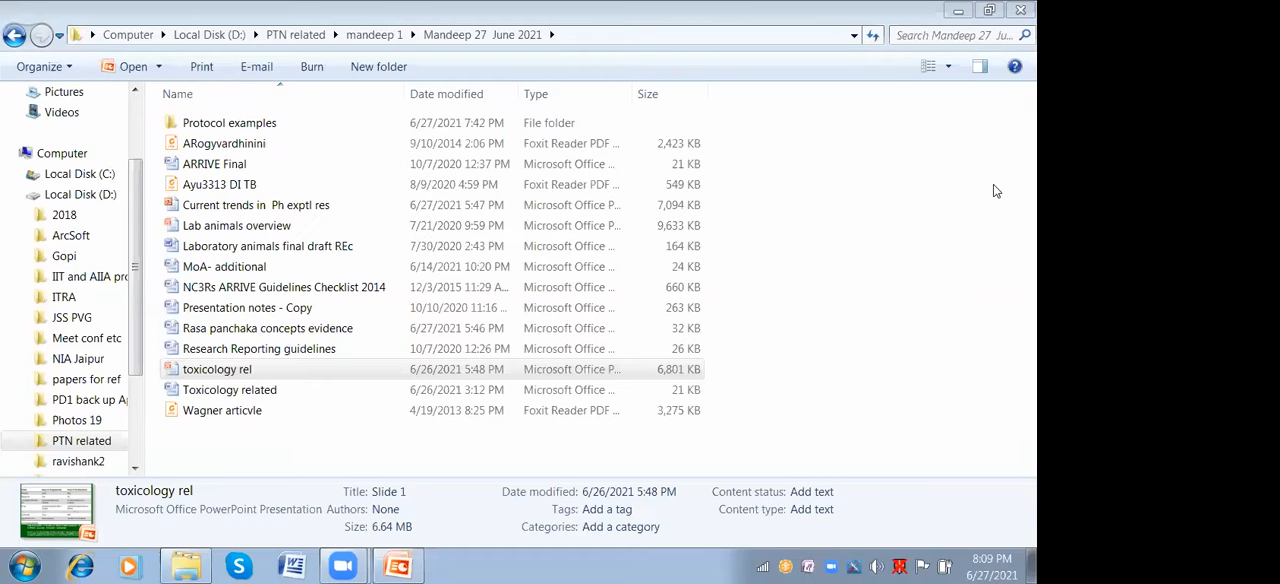 Computer Local Disk (D:) PTN related mandeep 1 Mandeep 27 June 2021 Search Mandeep 27 Ju...
Organize Open Print E-mail Burn New folder
Pictures
Videos
Computer
Local Disk (C:)
Local Disk (D:)
2018
ArcSoft
Gopi
IIT and AIIA pro
ITRA
JSS PVG
Meet conf etc
NIA Jaipur
papers for ref
PD1 back up Ap
Photos 19
PTN related
ravishank2
Name Date modified Type Size
Protocol examples 6/27/2021 7:42 PM File folder
ARogyvardhinini 9/10/2014 2:06 PM Foxit Reader PDF ... 2,423 KB
ARRIVE Final 10/7/2020 12:37 PM Microsoft Office ... 21 KB
Ayu3313 DI TB 8/9/2020 4:59 PM Foxit Reader PDF ... 549 KB
Current trends in Ph exptl res 6/27/2021 5:47 PM Microsoft Office P... 7,094 KB
Lab animals overview 7/21/2020 9:59 PM Microsoft Office P... 9,633 KB
Laboratory animals final draft REc 7/30/2020 2:43 PM Microsoft Office ... 164 KB
MoA- additional 6/14/2021 10:20 PM Microsoft Office ... 24 KB
NC3Rs ARRIVE Guidelines Checklist 2014 12/3/2015 11:29 A... Microsoft Office ... 660 KB
Presentation notes - Copy 10/10/2020 11:16 ... Microsoft Office ... 263 KB
Rasa panchaka concepts evidence 6/27/2021 5:46 PM Microsoft Office ... 32 KB
Research Reporting guidelines 10/7/2020 12:26 PM Microsoft Office ... 26 KB
toxicology rel 6/26/2021 5:48 PM Microsoft Office P... 6,801 KB
Toxicology related 6/26/2021 3:12 PM Microsoft Office ... 21 KB
Wagner articvle 4/19/2013 8:25 PM Foxit Reader PDF ... 3,275 KB
toxicology rel Title: Slide 1 Date modified: 6/26/2021 5:48 PM Content status: Add text
Microsoft Office PowerPoint Presentation Authors: None Tags: Add a tag Content type: Add text
Size: 6.64 MB Categories: Add a category
8:09 PM
6/27/2021